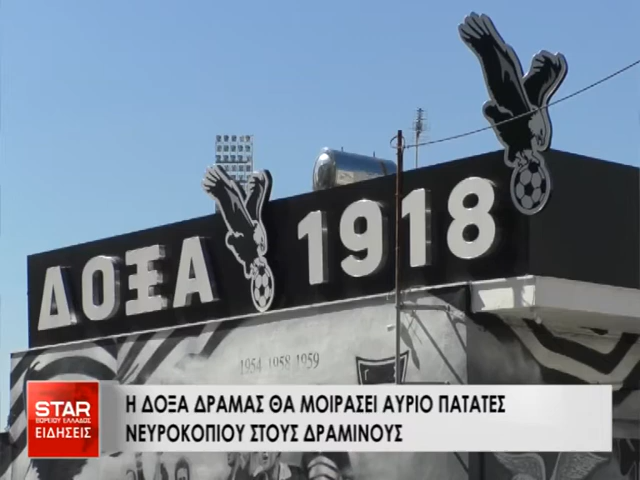 ΔΟΞΑ 1918
1954 1958 1959
STAR
ΒΟΡΕΙΟΥ ΕΛΛΑΔΟΣ
ΕΙΔΗΣΕΙΣ
Η ΔΟΞΑ ΔΡΑΜΑΣ ΘΑ ΜΟΙΡΑΣΕΙ ΑΥΡΙΟ ΠΑΤΑΤΕΣ
ΝΕΥΡΟΚΟΠΙΟΥ ΣΤΟΥΣ ΔΡΑΜΙΝΟΥΣ